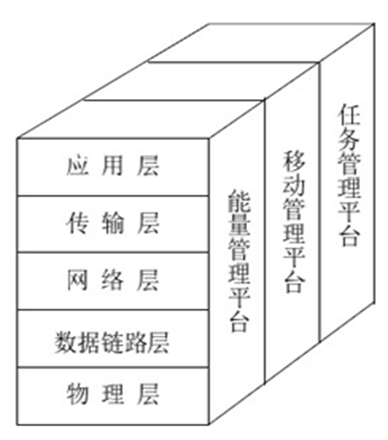 应用层
传输层
网络层
数据链路层
物理层
能量管理平台
移动管理平台
任务管理平台